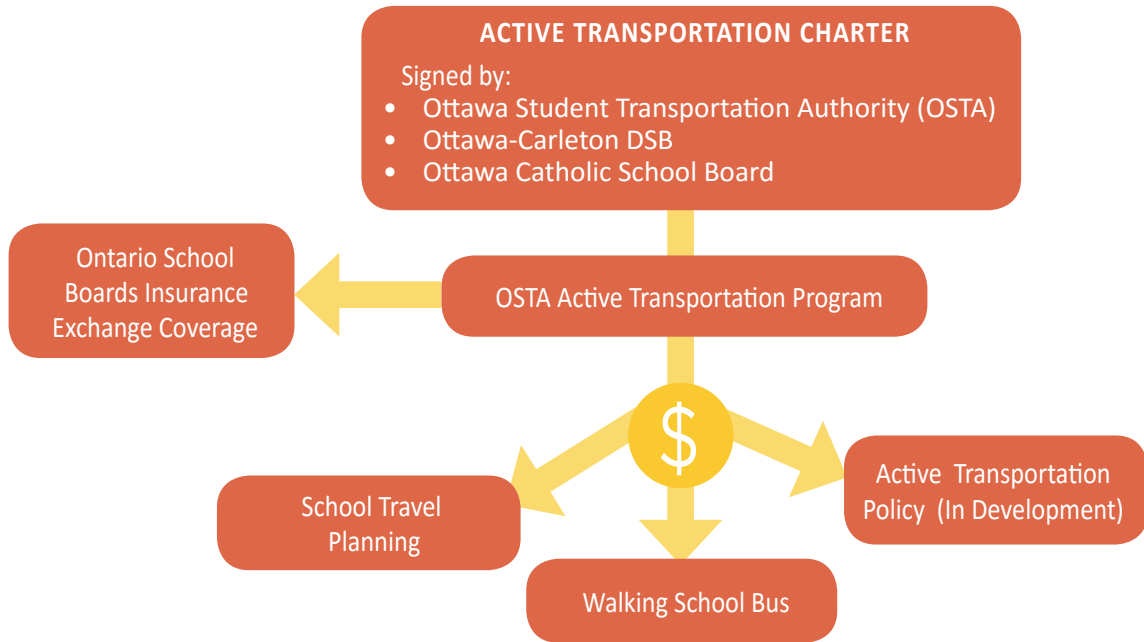 ACTIVE TRANSPORTATION CHARTER
Signed by:
• Ottawa Student Transportation Authority (OSTA)
• Ottawa-Carleton DSB
• Ottawa Catholic School Board
Ontario School
Boards Insurance
Exchange Coverage
OSTA Active Transportation Program
$
School Travel
Planning
Walking School Bus
Active Transportation
Policy (In Development)